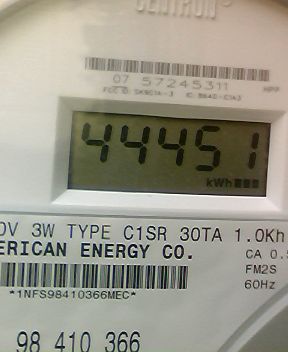 CENTRON
07 57245311
44451
kWh
0V 3W TYPE C1SR 30TA 1.0Kh
ERICAN ENERGY CO.
CA 0.5
FM2S
60Hz
*1NFS98410366MEC*
98 410 366